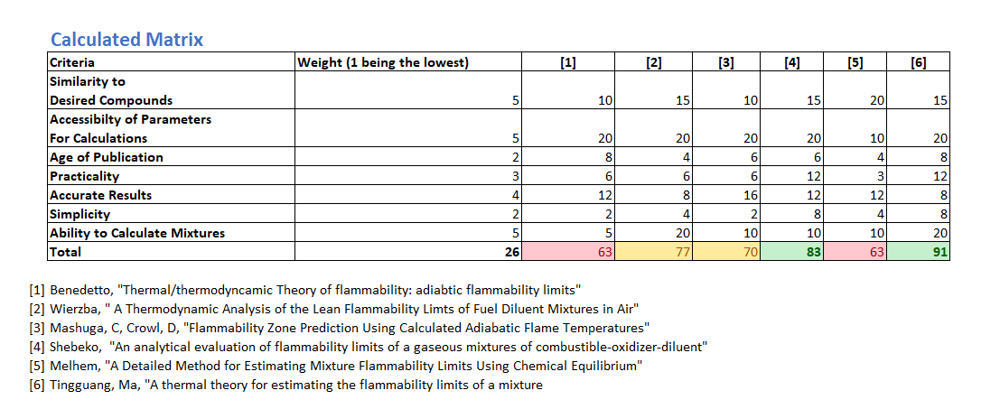 Calculated Matrix
Criteria Weight (1 being the lowest) [1] [2] [3] [4] [5] [6]
Similarity to
Desired Compounds 5 10 15 10 15 20 15
Accessibilty of Parameters
For Calculations 5 20 20 20 20 10 20
Age of Publication 2 8 4 6 6 4 8
Practicality 3 6 6 6 12 3 12
Accurate Results 4 12 8 16 12 12 8
Simplicity 2 2 4 2 8 4 8
Ability to Calculate Mixtures 5 5 20 10 10 10 20
Total 26 63 77 70 83 63 91
[1] Benedetto, "Thermal/thermodyncamic Theory of flammability: adiabtic flammability limits"
[2] Wierzba, " A Thermodynamic Analysis of the Lean Flammability Limts of Fuel Diluent Mixtures in Air"
[3] Mashuga, C, Crowl, D, "Flammability Zone Prediction Using Calculated Adiabatic Flame Temperatures"
[4] Shebeko,  "An analytical evaluation of flammability limits of a gaseous mixtures of combustible-oxidizer-diluent"
[5] Melhem, "A Detailed Method for Estimating Mixture Flammability Limits Using Chemical Equilibrium"
[6] Tingguang, Ma, "A thermal theory for estimating the flammability limits of a mixture